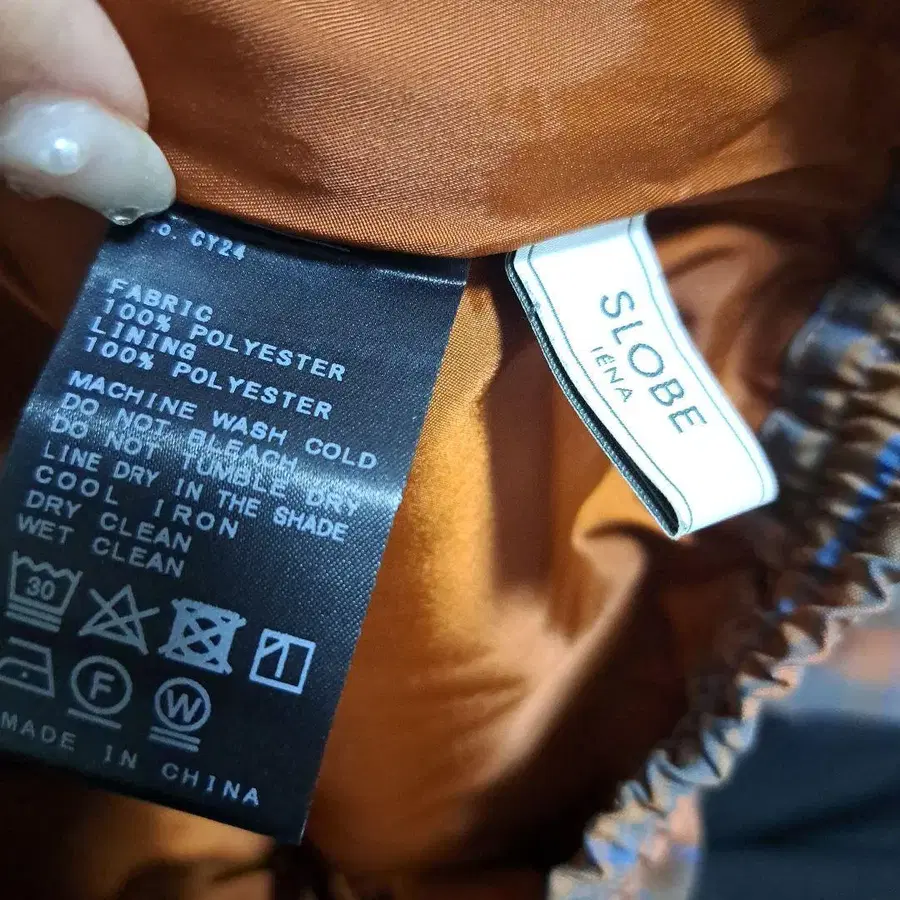 CY24
FABRIC
100% POLYESTER
LINING
100% POLYESTER
MACHINE WASH COLD
DO NOT BLEACH
DO NOT TUMBLE DRY
LINE DRY IN THE SHADE
COOL IRON
DRY CLEAN
WET CLEAN
30
F
W
MADE IN CHINA
SLOBE
IÉNA